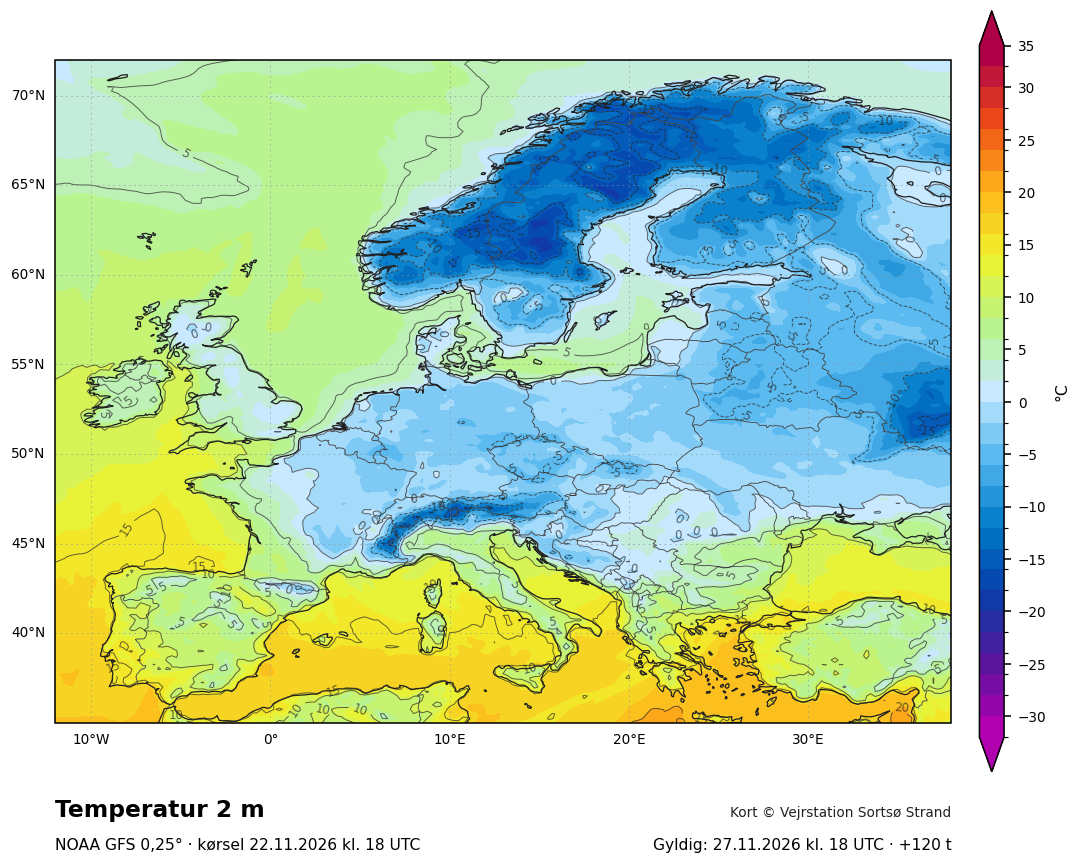 35
30
25
20
15
10
5
0
−5
−10
−15
−20
−25
−30
°C
70°N
65°N
60°N
55°N
50°N
45°N
40°N
10°W
0°
10°E
20°E
30°E
Temperatur 2 m
Kort © Vejrstation Sortsø Strand
NOAA GFS 0,25° · kørsel 22.11.2026 kl. 18 UTC
Gyldig: 27.11.2026 kl. 18 UTC · +120 t